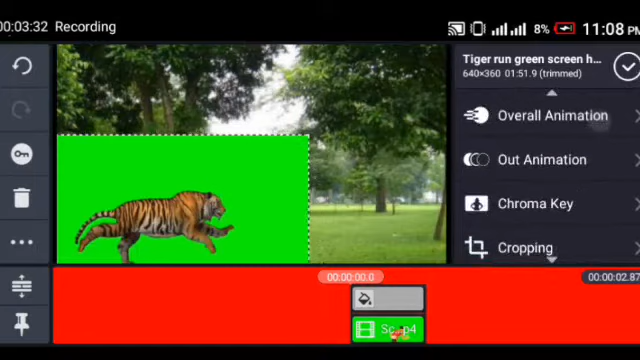 00:03:32 Recording
8%
11:08 PM
Tiger run green screen h...
640×360 01:51.9 (trimmed)
Overall Animation
Out Animation
Chroma Key
Cropping
00:00:00.0
00:00:02.87